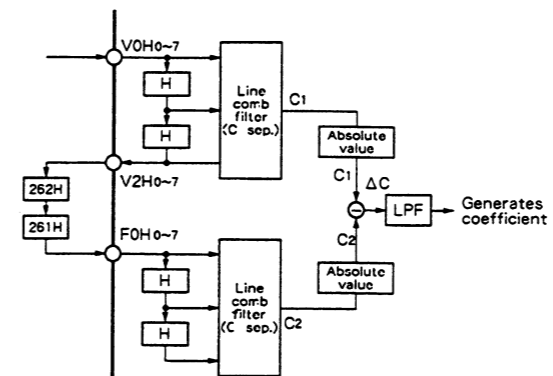 V0H0~7
H
H
Line
comb
filter
(C sep.)
C1
Absolute
value
C1
ΔC
V2H0~7
262H
261H
−
LPF
Generates
coefficient
C2
F0H0~7
H
H
Line
comb
filter
(C sep.)
Absolute
value
C2